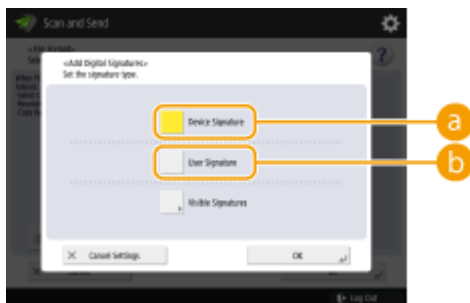 Scan and Send
<Add Digital Signatures>
Set the signature type.
?
Device Signature
a
User Signature
b
Visible Signatures
× Cancel Settings
OK
Log Out